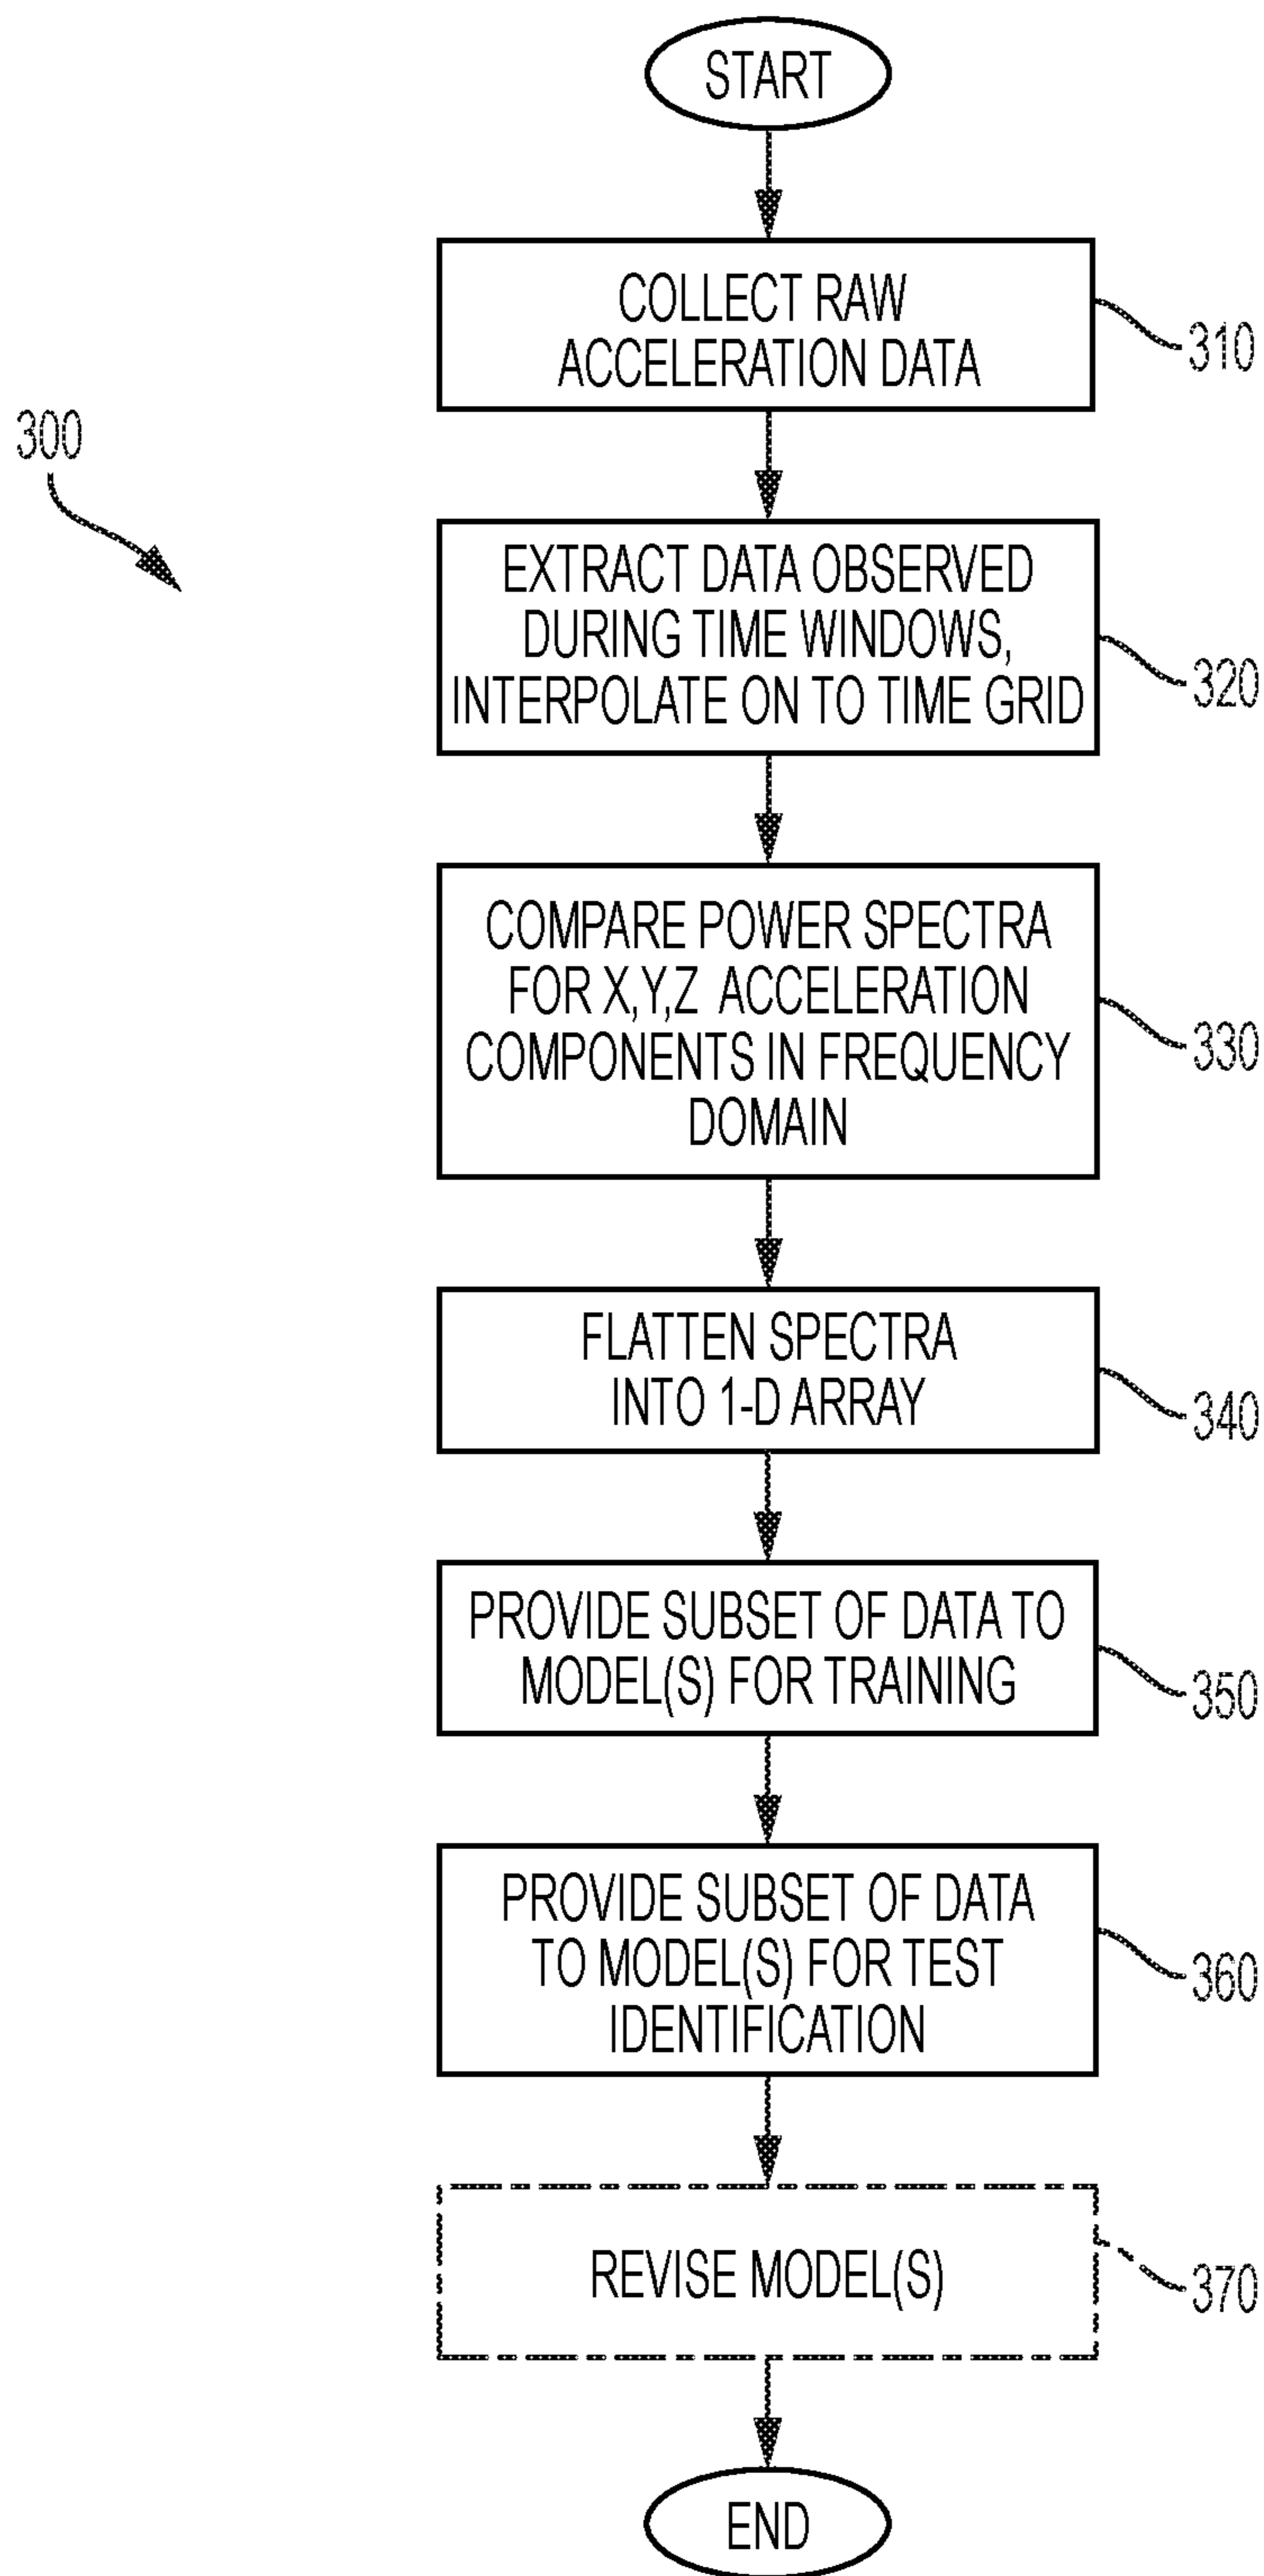 START
COLLECT RAW
ACCELERATION DATA
310
300
EXTRACT DATA OBSERVED
DURING TIME WINDOWS,
INTERPOLATE ON TO TIME GRID
320
COMPARE POWER SPECTRA
FOR X,Y,Z ACCELERATION
COMPONENTS IN FREQUENCY
DOMAIN
330
FLATTEN SPECTRA
INTO 1-D ARRAY
340
PROVIDE SUBSET OF DATA TO
MODEL(S) FOR TRAINING
350
PROVIDE SUBSET OF DATA
TO MODEL(S) FOR TEST
IDENTIFICATION
360
REVISE MODEL(S)
370
END